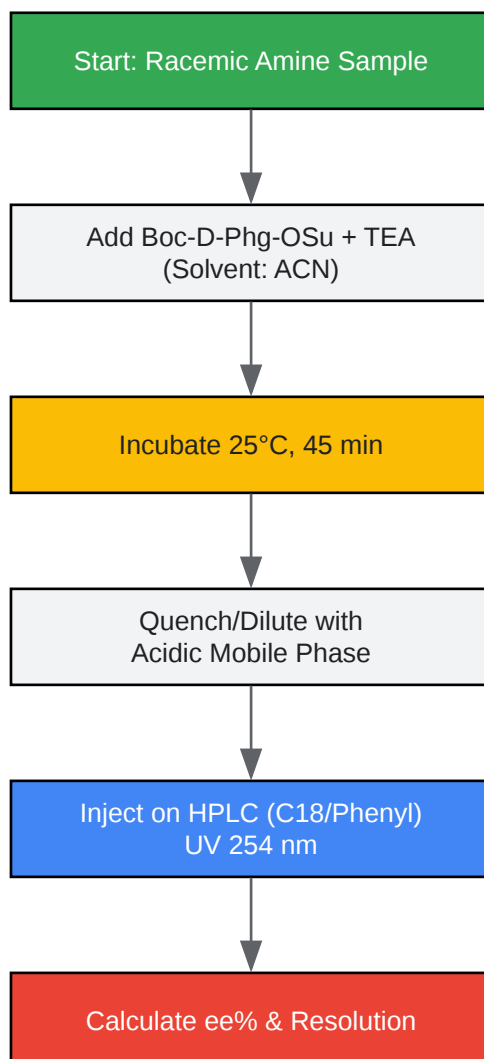 Start: Racemic Amine Sample
Add Boc-D-Phg-OSu + TEA
(Solvent: ACN)
Incubate 25°C, 45 min
Quench/Dilute with
Acidic Mobile Phase
Inject on HPLC (C18/Phenyl)
UV 254 nm
Calculate ee% & Resolution